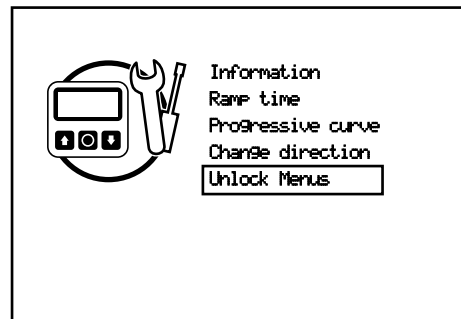 Information
Ramp time
Progressive curve
Change direction
Unlock Menus